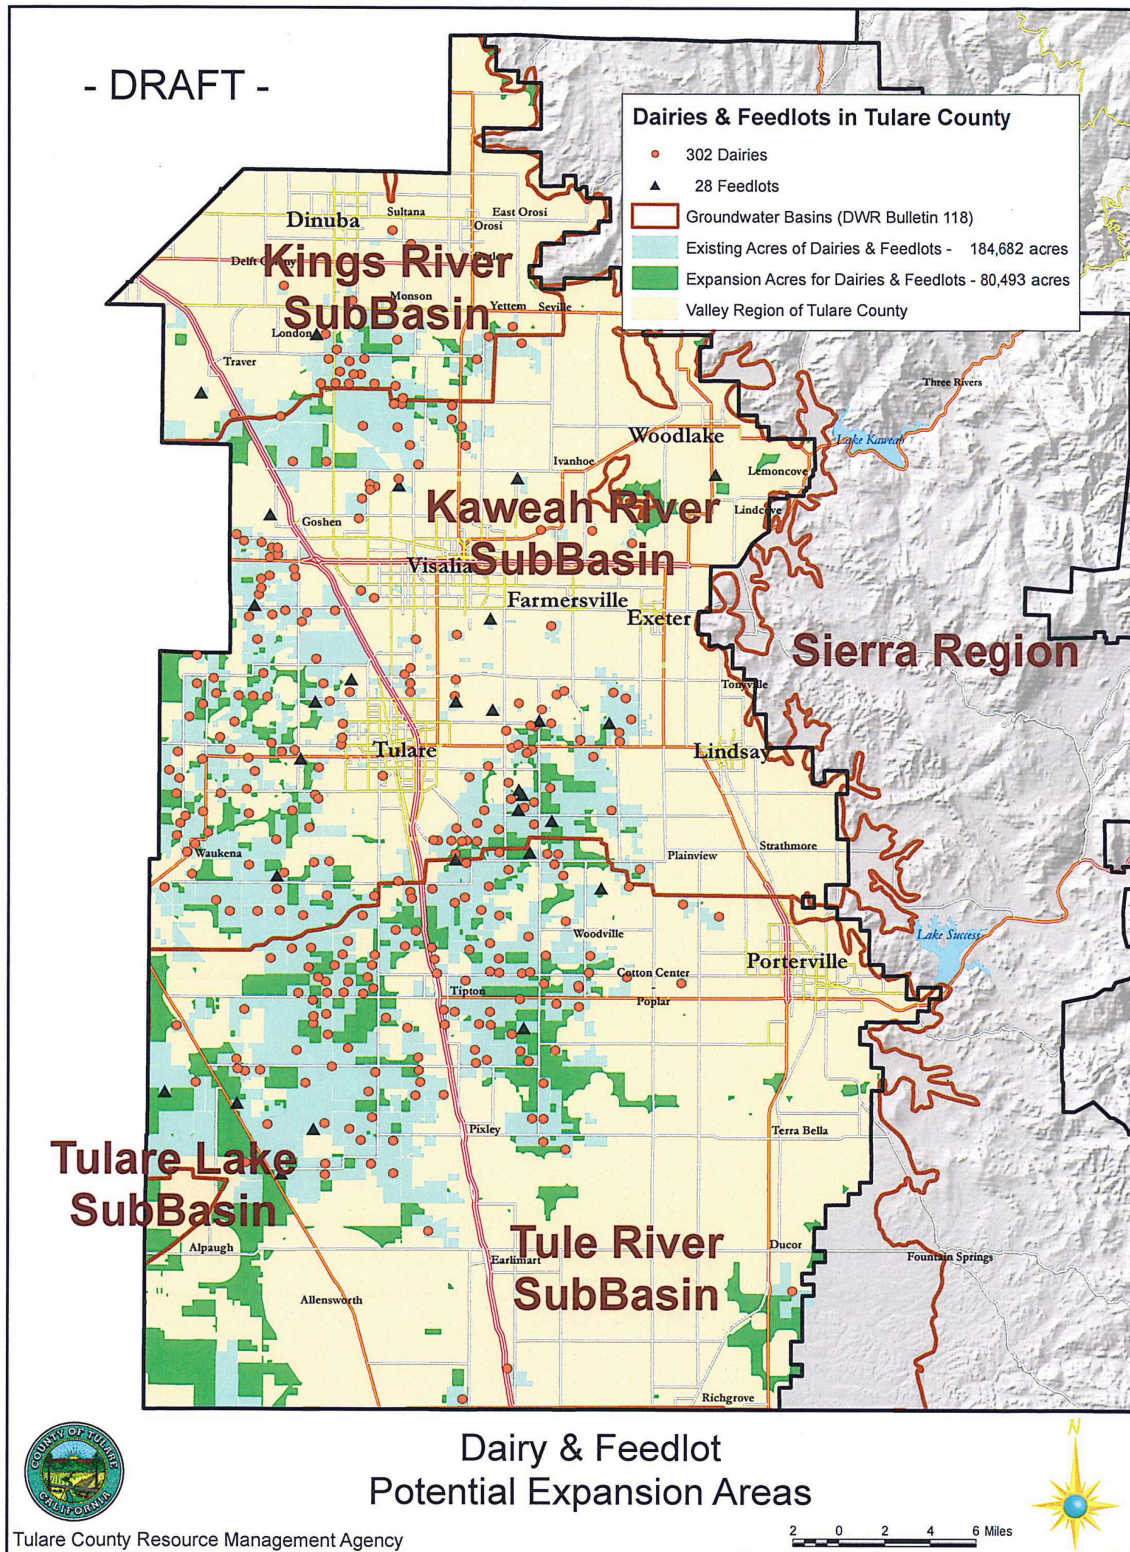 - DRAFT -
Dairies & Feedlots in Tulare County
302 Dairies
28 Feedlots
Groundwater Basins (DWR Bulletin 118)
Existing Acres of Dairies & Feedlots - 184,682 acres
Expansion Acres for Dairies & Feedlots - 80,493 acres
Valley Region of Tulare County
Dinuba
Sultana
East Orosi
Orosi
Kings River
SubBasin
Monson
Yettem
Seville
London
Traver
Three Rivers
Woodlake
Lake Kaweah
Ivanhoe
Lemoncove
Kaweah River
SubBasin
Lindcove
Goshen
Visalia
Farmersville
Exeter
Sierra Region
Tonyville
Tulare
Lindsay
Strathmore
Waukena
Plainview
Woodville
Lake Success
Porterville
Cotton Center
Tipton
Poplar
Pixley
Terra Bella
Tulare Lake
SubBasin
Alpaugh
Tule River
SubBasin
Earlimart
Ducor
Fountain Springs
Allensworth
Richgrove
COUNTY OF TULARE
CALIFORNIA
Dairy & Feedlot
Potential Expansion Areas
N
Tulare County Resource Management Agency
2 0 2 4 6 Miles